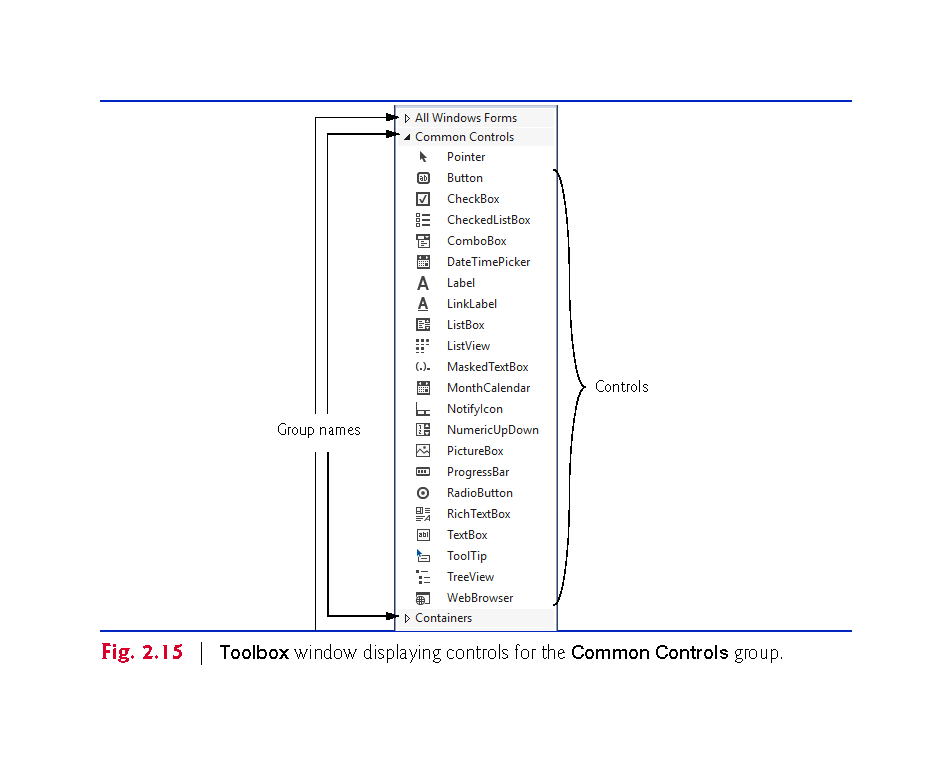 All Windows Forms
Common Controls
Pointer
Button
CheckBox
CheckedListBox
ComboBox
DateTimePicker
Label
LinkLabel
ListBox
ListView
MaskedTextBox
MonthCalendar
NotifyIcon
NumericUpDown
PictureBox
ProgressBar
RadioButton
RichTextBox
TextBox
ToolTip
TreeView
WebBrowser
Containers
Group names
Controls
Fig. 2.15 | Toolbox window displaying controls for the Common Controls group.